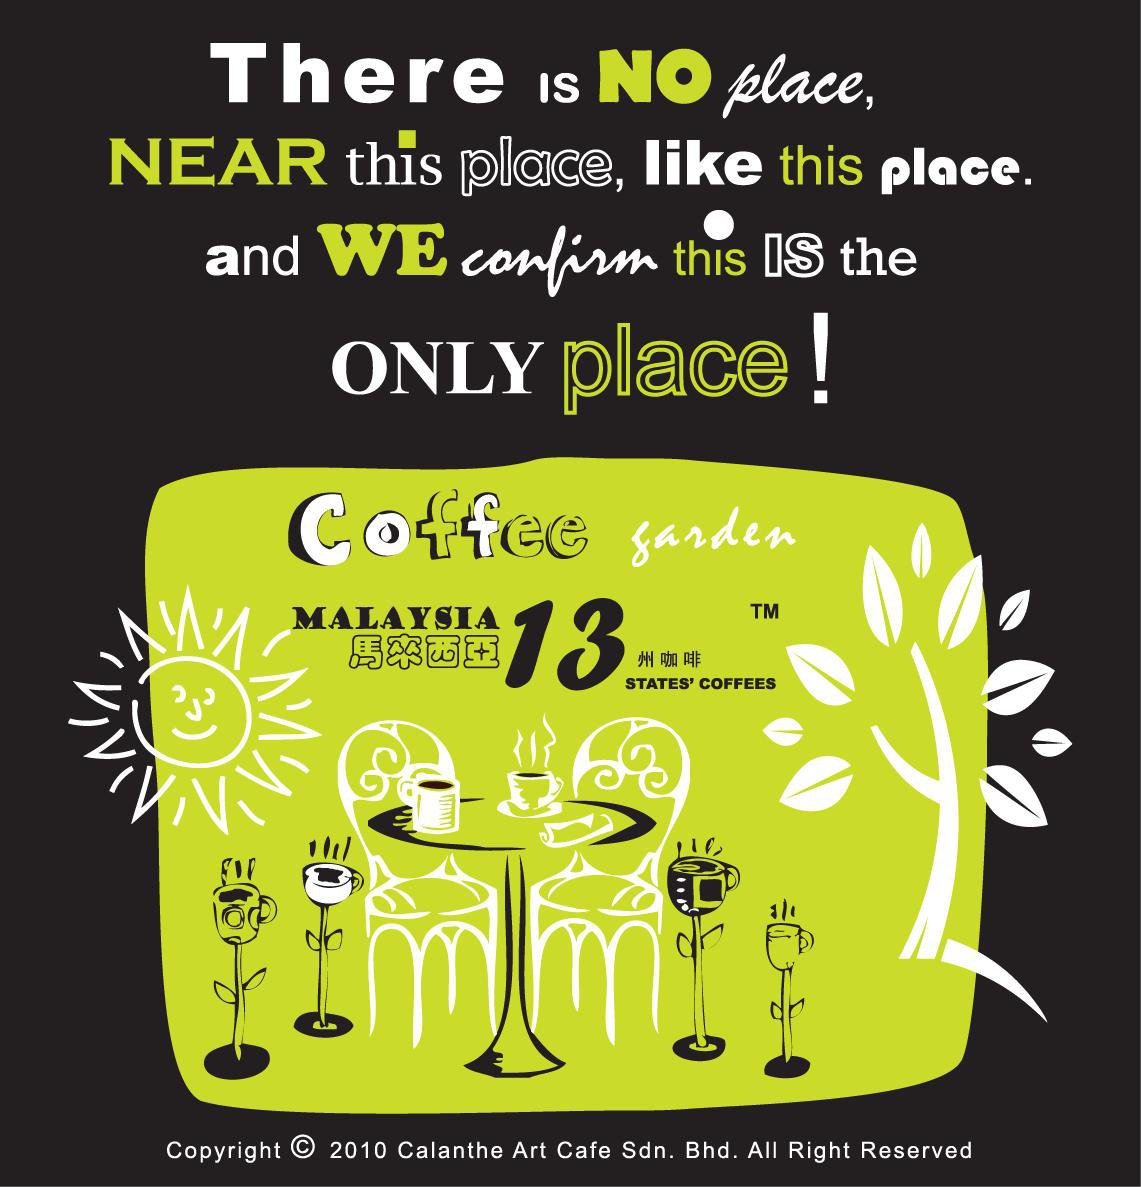 There IS NO place,
NEAR this place, like this place.
and WE confirm this IS the
ONLY place !
Coffee garden
MALAYSIA 13 TM
馬來西亞 州咖啡
STATES’ COFFEES
Copyright © 2010 Calanthe Art Cafe Sdn. Bhd. All Right Reserved